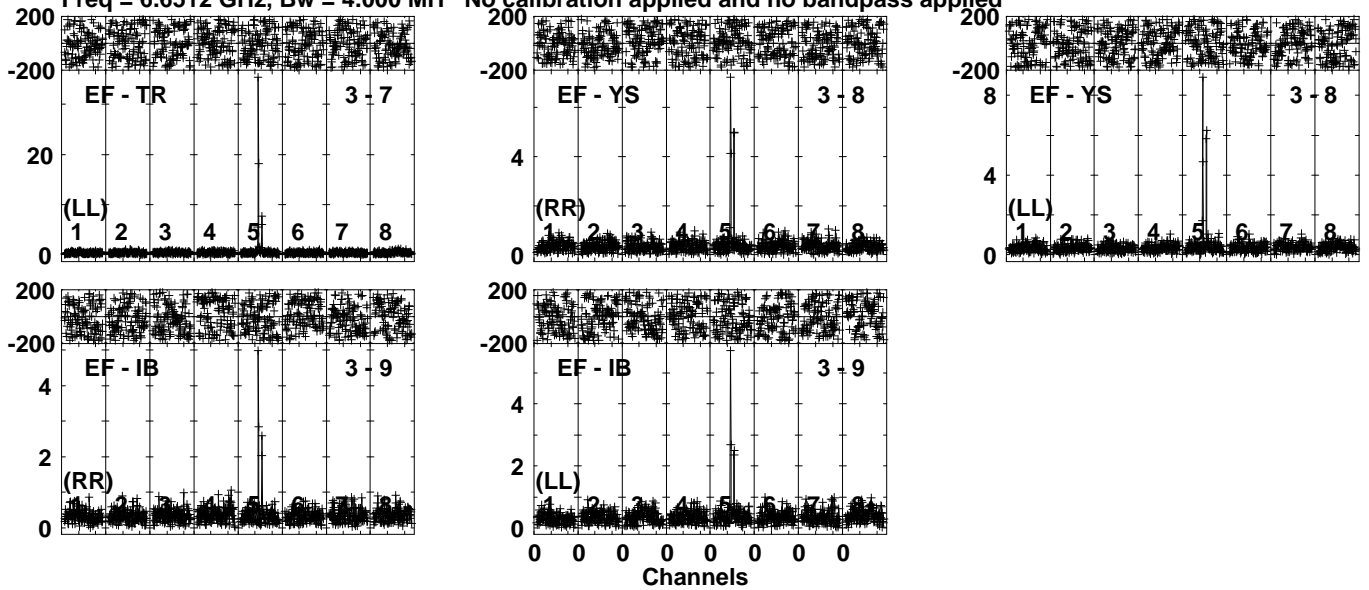 Freq = 6.6512 GHz, Bw = 4.000 MH No calibration applied and no bandpass applied
200 200 200
-200 -200 -200
EF - TR 3 - 7 EF - YS 3 - 8 8 EF - YS 3 - 8
20 4 4
(LL) (RR) (LL)
1 2 3 4 5 6 7 8 1 2 3 4 5 6 7 8 1 2 3 4 5 6 7 8
0 0 0
200 200
-200 -200
EF - IB 3 - 9 EF - IB 3 - 9
4 4
2 2
(RR) (LL)
1 2 3 4 5 6 7 8 1 2 3 4 5 6 7 8
0 0
0 0 0 0 0 0 0 0
Channels